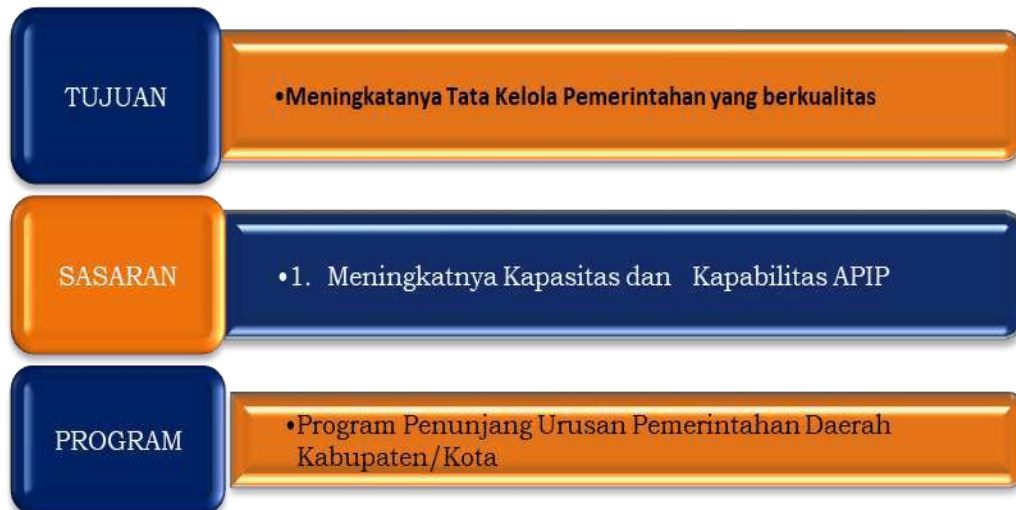 TUJUAN
•Meningkatanya Tata Kelola Pemerintahan yang berkualitas
SASARAN
•1. Meningkatnya Kapasitas dan Kapabilitas APIP
PROGRAM
•Program Penunjang Urusan Pemerintahan Daerah
Kabupaten/Kota